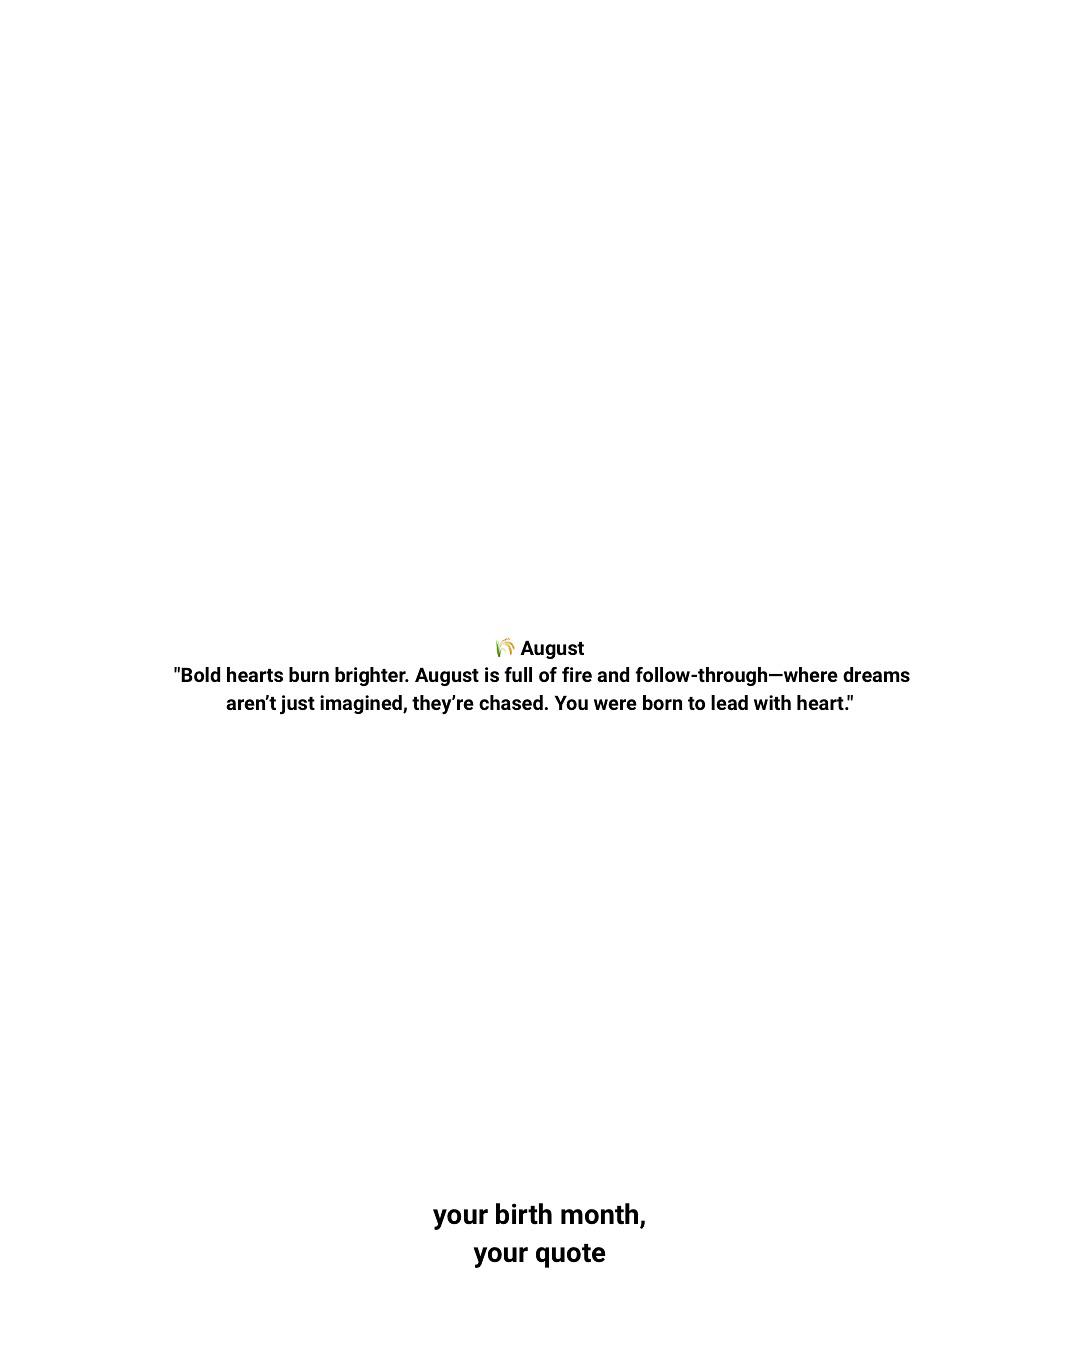 🌾 August
"Bold hearts burn brighter. August is full of fire and follow-through—where dreams
aren’t just imagined, they’re chased. You were born to lead with heart."
your birth month,
your quote